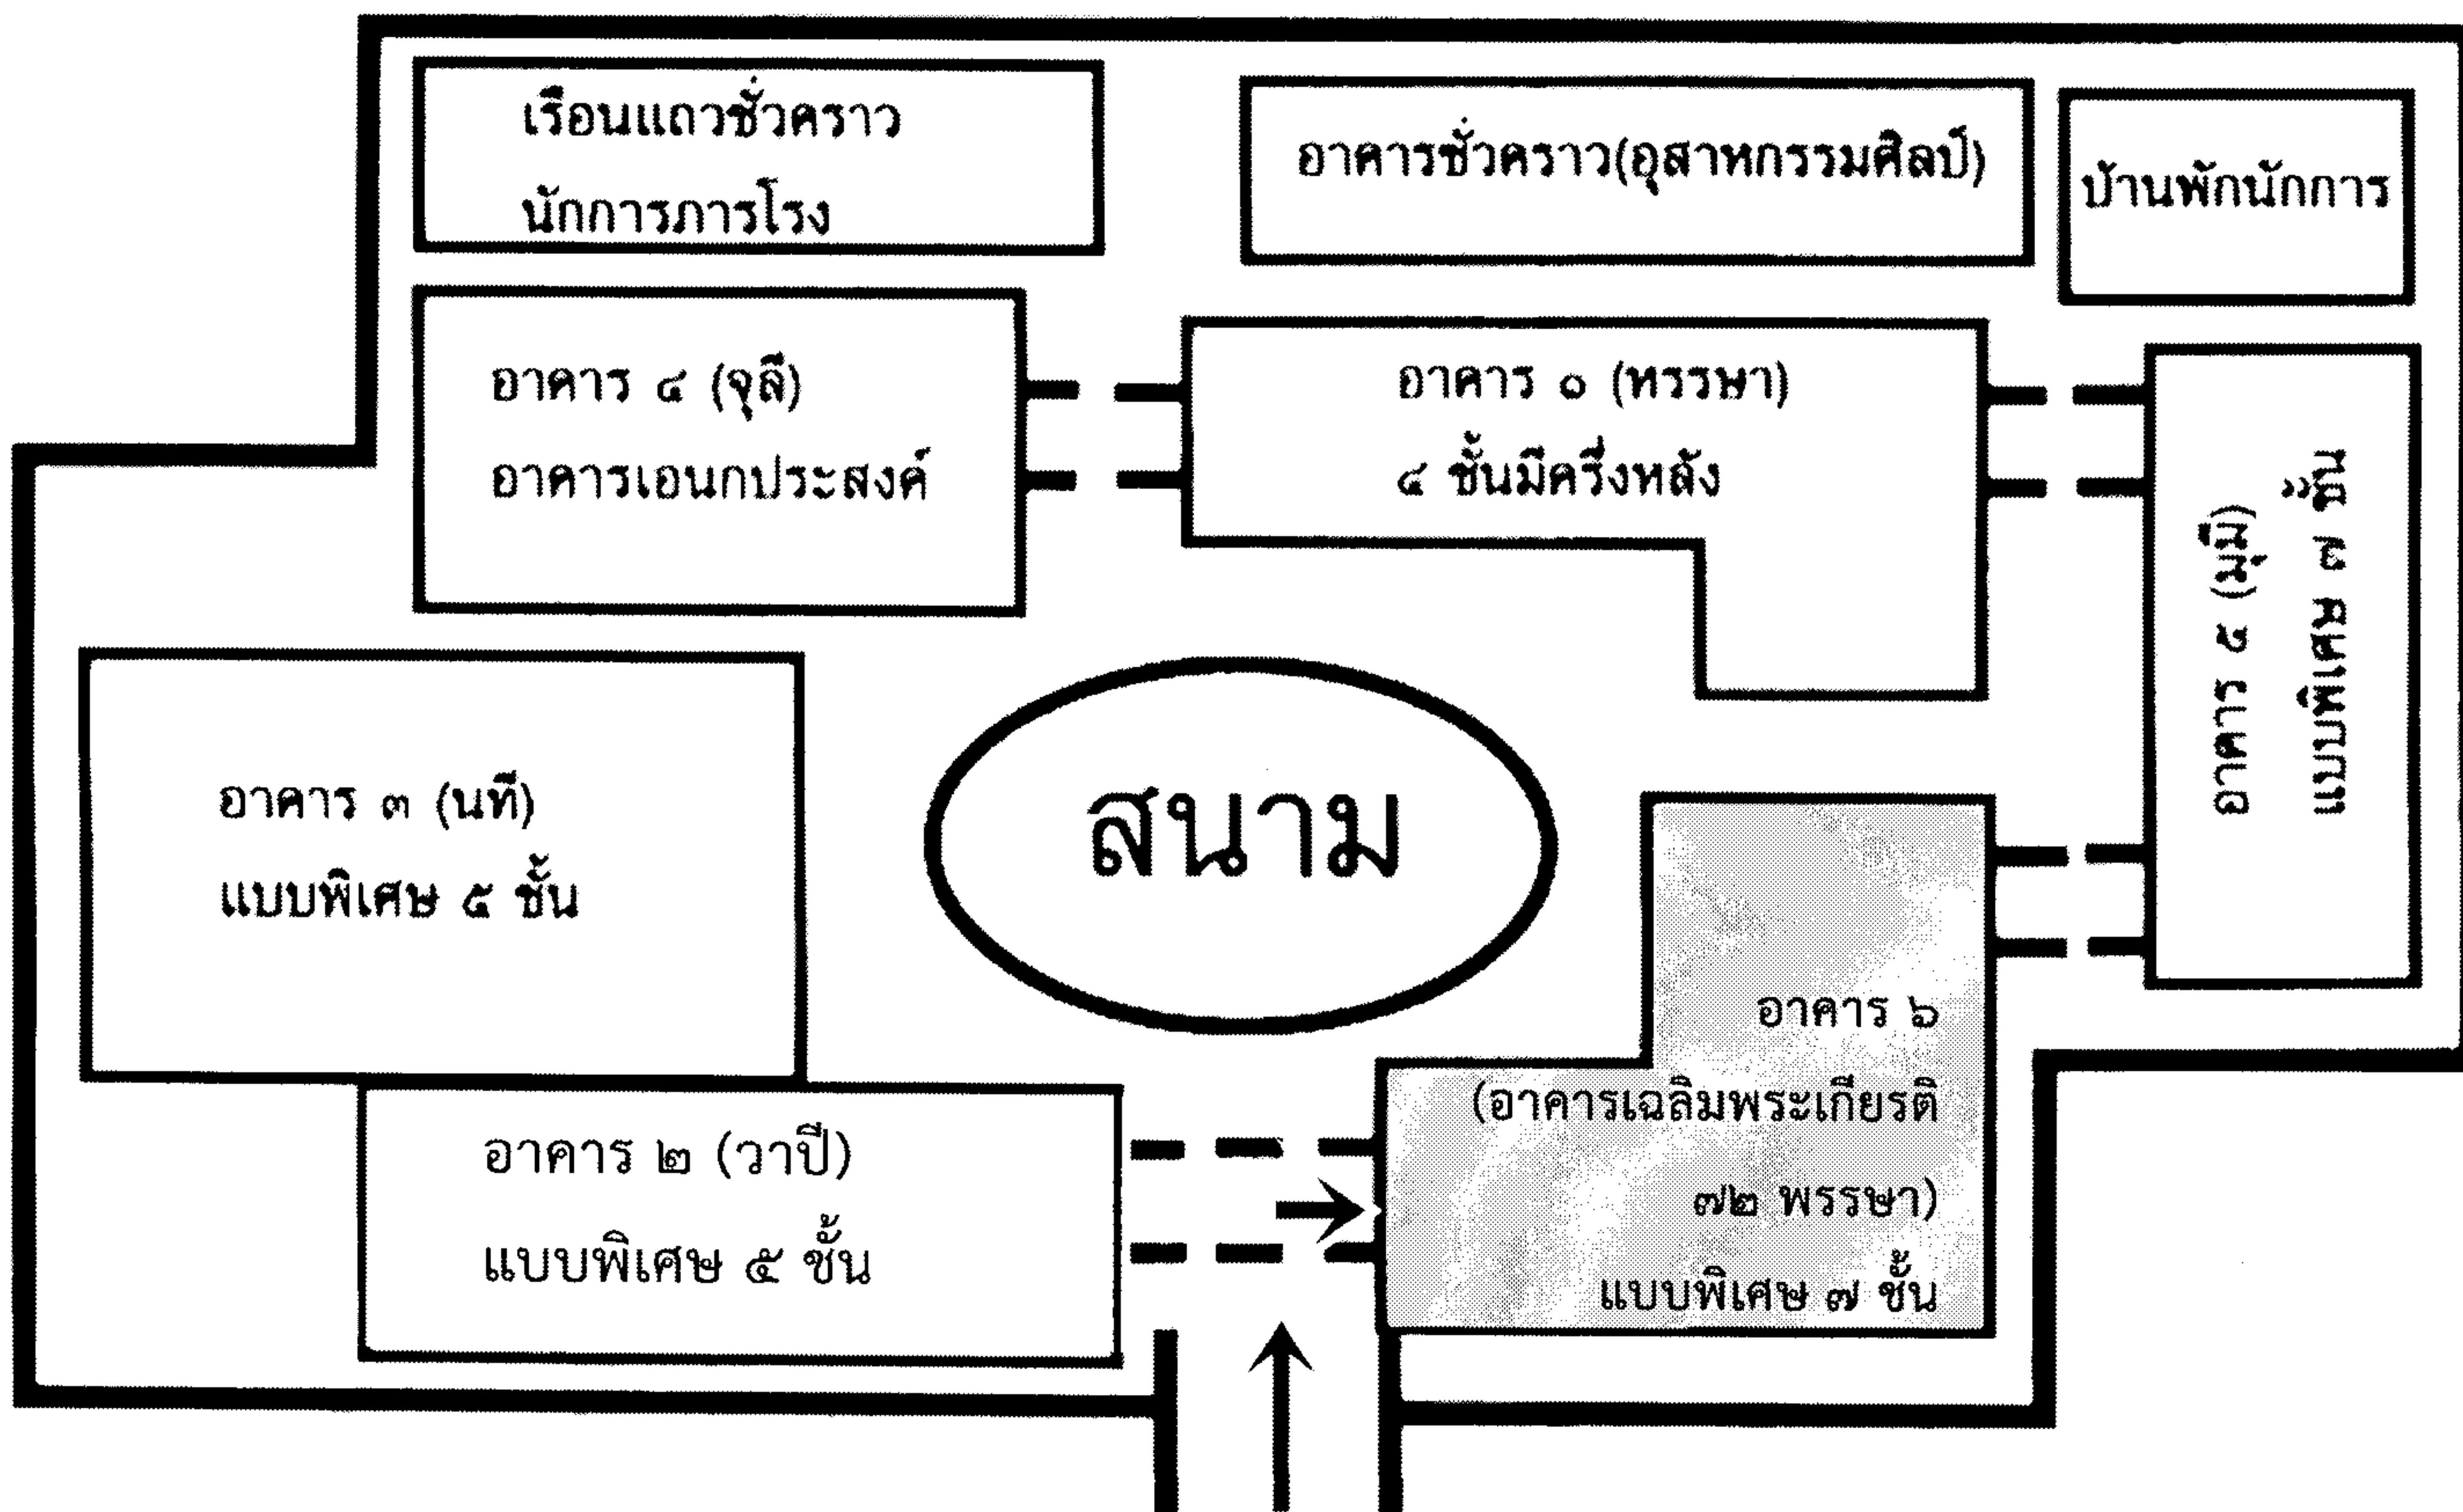 เรือนแถวชั่วคราว
นักการภารโรง
อาคารชั่วคราว(อุสาหกรรมศิลป์)
บ้านพักนักการ
อาคาร ๔ (จุลี)
อาคารเอนกประสงค์
อาคาร ๑ (หรรษา)
๔ ชั้นมีครึ่งหลัง
อาคาร ๕ (มุมี)
แบบพิเศษ ๗ ชั้น
อาคาร ๓ (นที)
แบบพิเศษ ๕ ชั้น
สนาม
อาคาร ๖
(อาคารเฉลิมพระเกียรติ
๗๒ พรรษา)
แบบพิเศษ ๗ ชั้น
อาคาร ๒ (วาปี)
แบบพิเศษ ๕ ชั้น